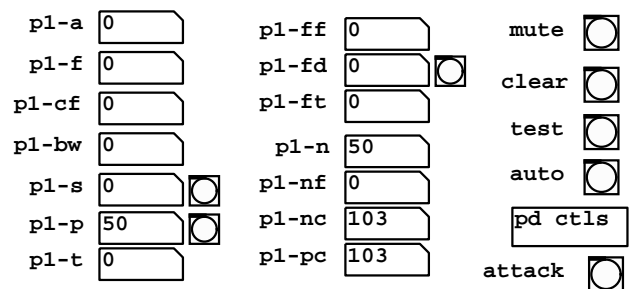 p1-a 0
p1-f 0
p1-cf 0
p1-bw 0
p1-s 0
p1-p 50
p1-t 0
p1-ff 0
p1-fd 0
p1-ft 0
p1-n 50
p1-nf 0
p1-nc 103
p1-pc 103
mute
clear
test
auto
pd ctls
attack